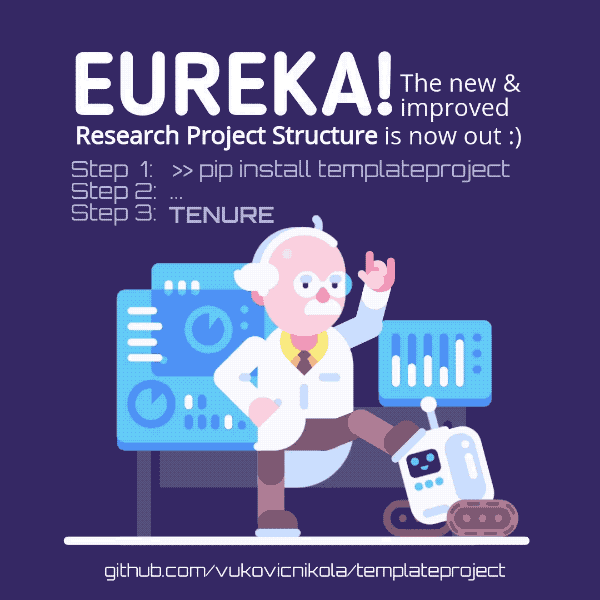 EUREKA! The new &
improved
Research Project Structure is now out :)
Step 1: >> pip install templateproject
Step 2: ...
Step 3: TENURE
github.com/vukovicnikola/templateproject